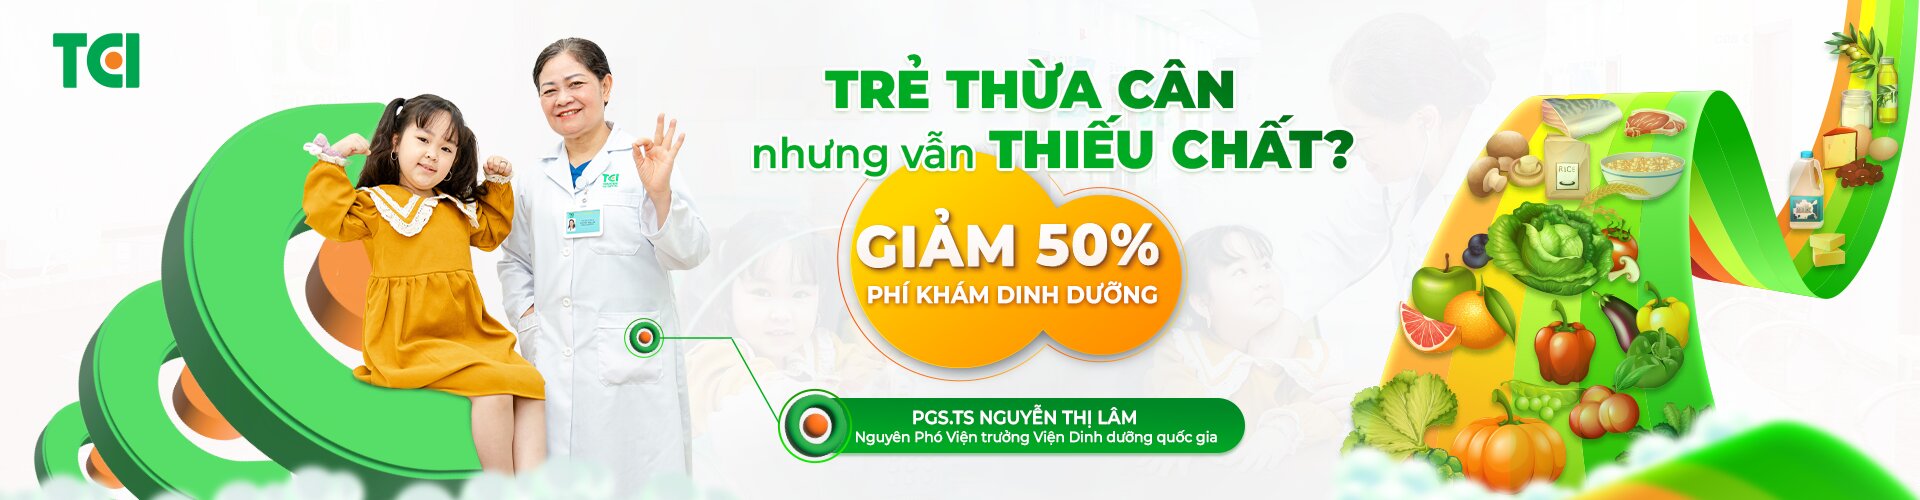 TCI
TRẺ THỪA CÂN
nhưng vẫn THIẾU CHẤT?
GIẢM 50%
PHÍ KHÁM DINH DƯỠNG
PGS.TS NGUYỄN THỊ LÂM
Nguyên Phó Viện trưởng Viện Dinh dưỡng quốc gia
TCI
RICE